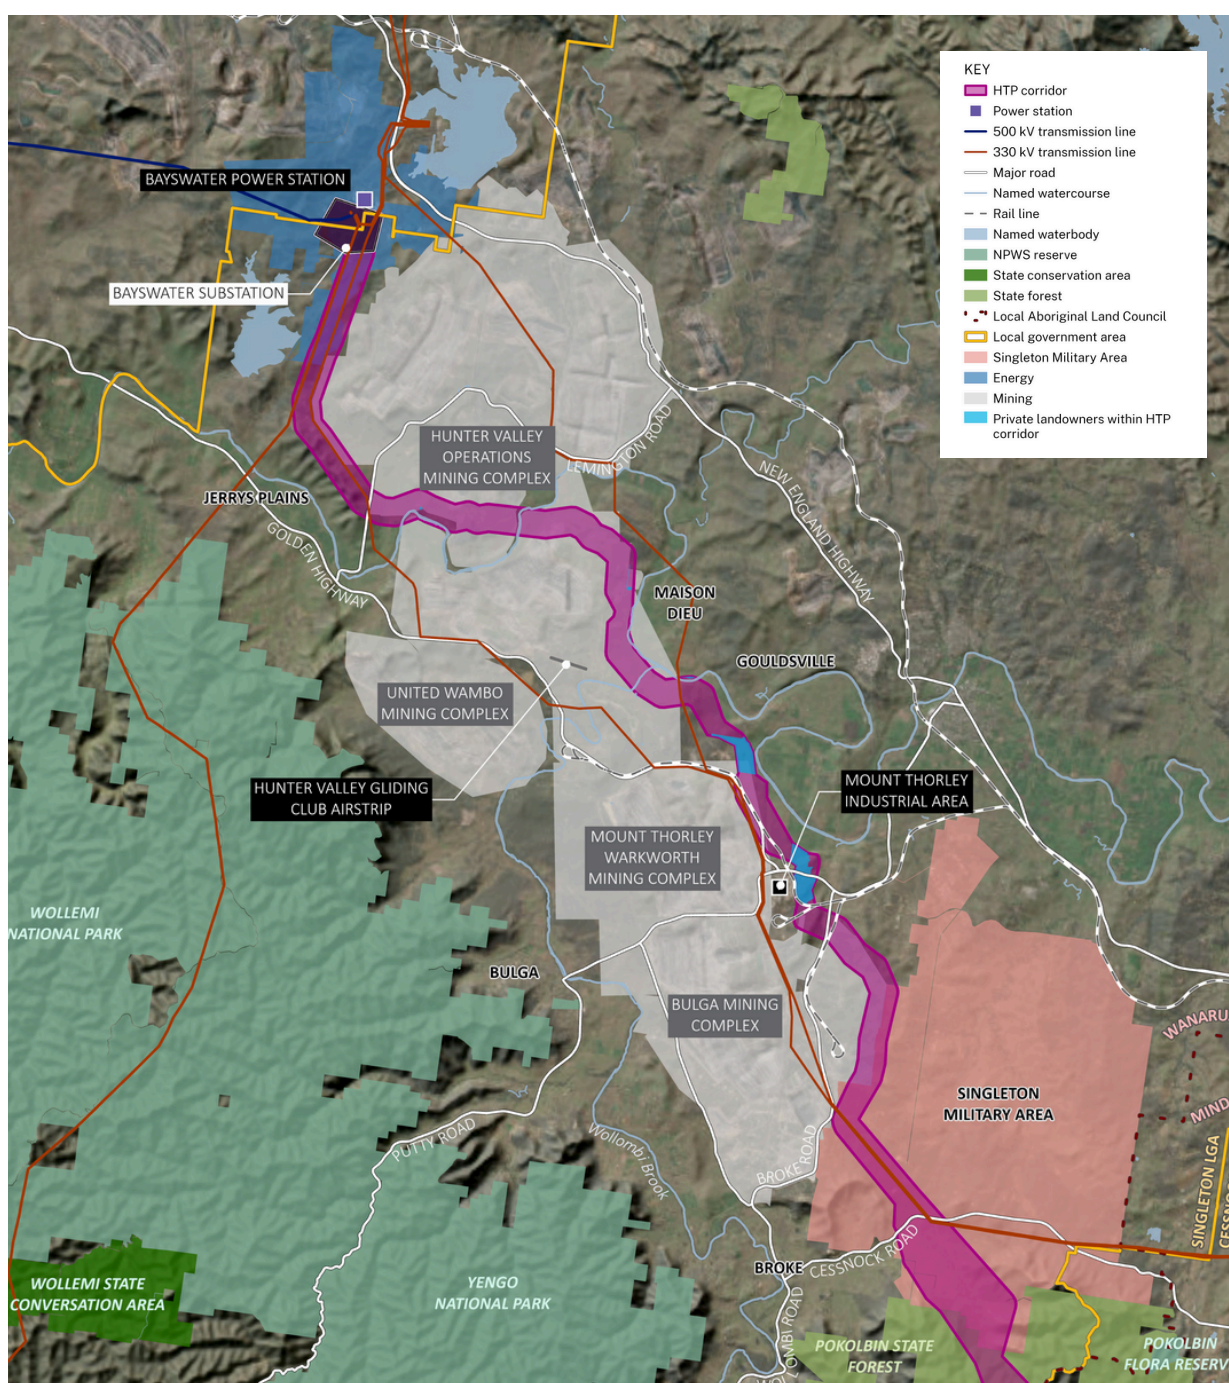 KEY
HTP corridor
Power station
500 kV transmission line
330 kV transmission line
Major road
Named watercourse
Rail line
Named waterbody
NPWS reserve
State conservation area
State forest
Local Aboriginal Land Council
Local government area
Singleton Military Area
Energy
Mining
Private landowners within HTP
corridor
BAYSWATER POWER STATION
BAYSWATER SUBSTATION
HUNTER VALLEY
OPERATIONS
MINING COMPLEX
LEMINGTON ROAD
NEW ENGLAND HIGHWAY
JERRYS PLAINS
GOLDEN HIGHWAY
MAISON
DIEU
GOULDSVILLE
UNITED WAMBO
MINING COMPLEX
HUNTER VALLEY GLIDING
CLUB AIRSTRIP
MOUNT THORLEY
INDUSTRIAL AREA
MOUNT THORLEY
WARKWORTH
MINING COMPLEX
WOLLEMI
NATIONAL PARK
BULGA
BULGA MINING
COMPLEX
WANARU
MIND
SINGLETON
MILITARY AREA
PUTTY ROAD
Wollombi Brook
BROKE ROAD
SINGLETON LGA
CESSNO
BROKE
CESSNOCK ROAD
WOLLEMI STATE
CONVERSATION AREA
YENGO
NATIONAL PARK
WOLLOMBI ROAD
POKOLBIN STATE
FOREST
POKOLBIN
FLORA RESERV